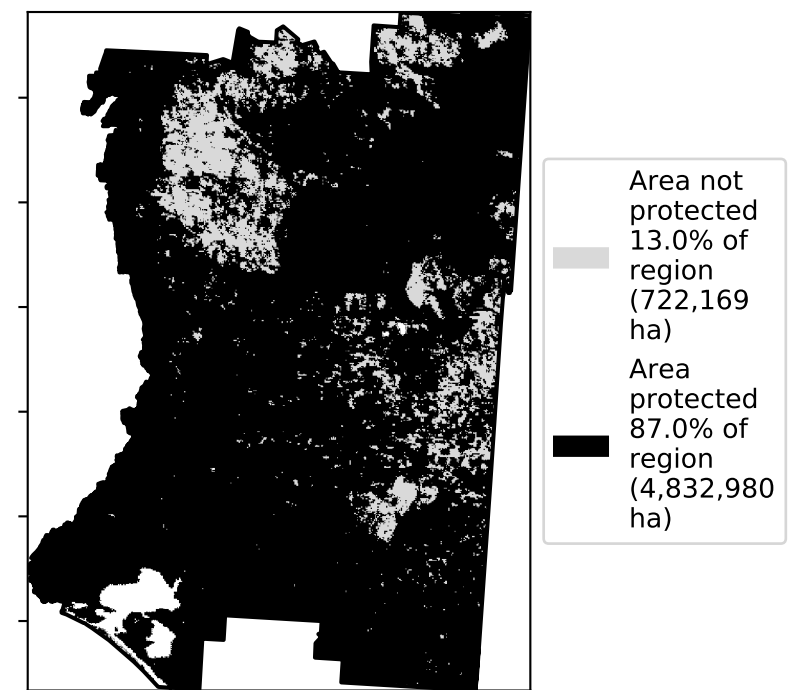 Area not
protected
13.0% of
region
(722,169
ha)
Area
protected
87.0% of
region
(4,832,980
ha)